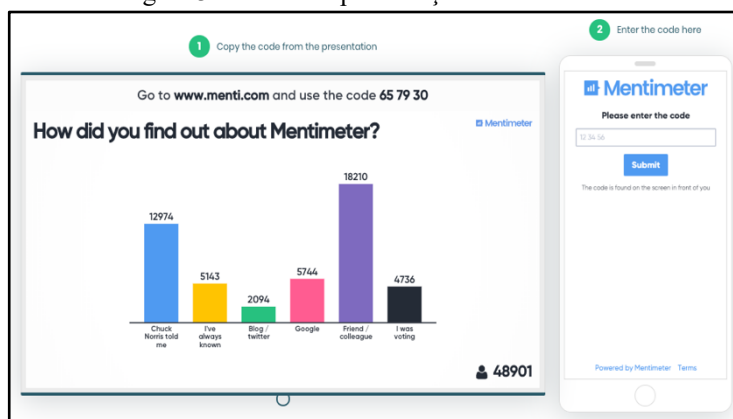 1 Copy the code from the presentation
2 Enter the code here
Go to www.menti.com and use the code 65 79 30
How did you find out about Mentimeter?
Mentimeter
12974
5143
2094
5744
18210
4736
Chuck
Norris told
me
I've
always
known
Blog /
twitter
Google
Friend /
colleague
I was
voting
48901
Mentimeter
Please enter the code
12 34 56
Submit
The code is found on the screen in front of you
Powered by Mentimeter Terms